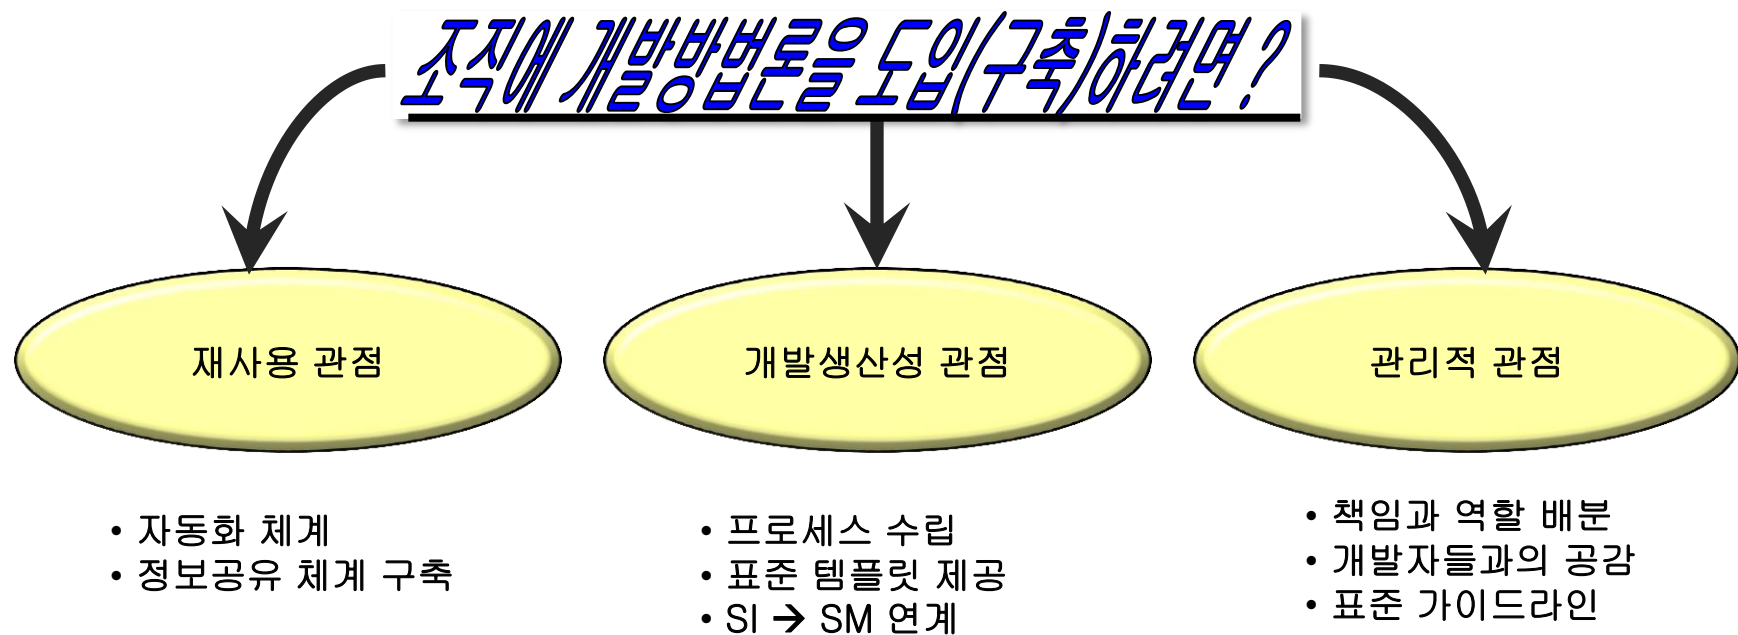 조직에 개발방법론을 도입(구축)하려면 ?
재사용 관점
• 자동화 체계
• 정보공유 체계 구축
개발생산성 관점
• 프로세스 수립
• 표준 템플릿 제공
• SI → SM 연계
관리적 관점
• 책임과 역할 배분
• 개발자들과의 공감
• 표준 가이드라인